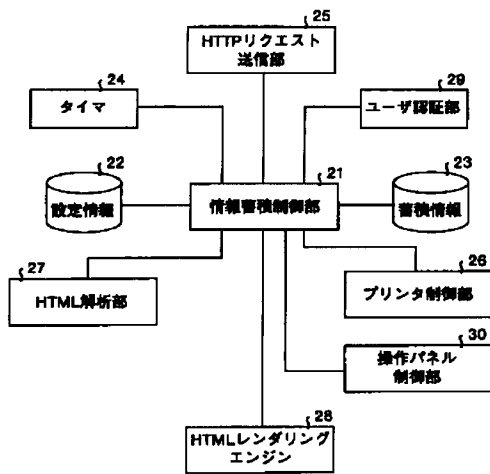 25
HTTPリクエスト
送信部
24
タイマ
29
ユーザ認証部
22
設定情報
21
情報蓄積制御部
23
蓄積情報
27
HTML解析部
26
プリンタ制御部
30
操作パネル
制御部
28
HTMLレンダリング
エンジン